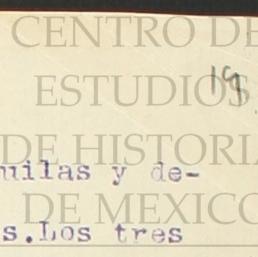 CENTRO DE
ESTUDIOS
19
DE HISTORIA
uilas y de-
DE MEXICO
s.Los tres